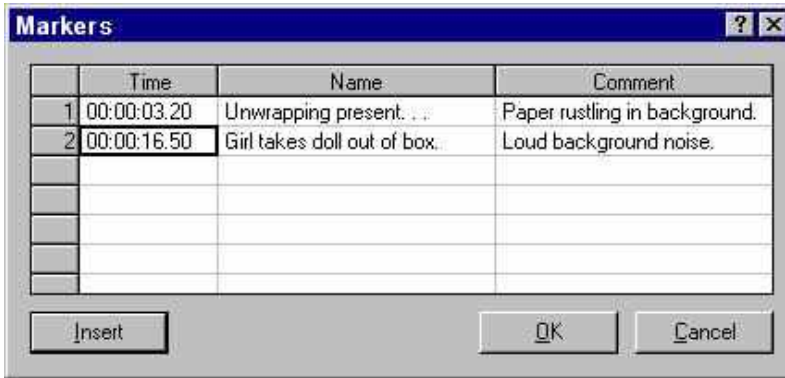 Markers
Time Name Comment
1 00:00:03.20 Unwrapping present. . . Paper rustling in background.
2 00:00:16.50 Girl takes doll out of box. Loud background noise.
Insert OK Cancel